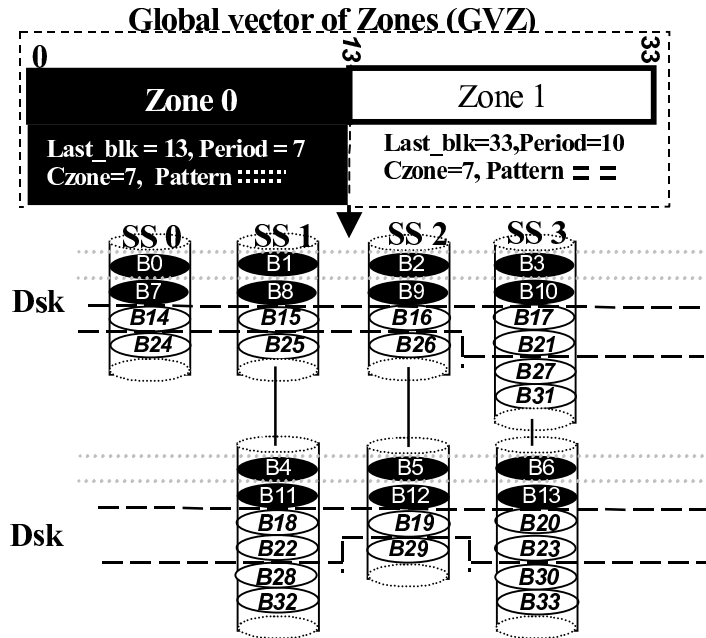 Global vector of Zones (GVZ)
0 13 33
Zone 0 Zone 1
Last_blk = 13, Period = 7
Czone=7, Pattern
Last_blk=33,Period=10
Czone=7, Pattern
SS 0 SS 1 SS 2 SS 3
B0 B1 B2 B3
Dsk B7 B8 B9 B10
B14 B15 B16 B17
B24 B25 B26 B21
B27
B31
B4 B5 B6
B11 B12 B13
Dsk B18 B19 B20
B22 B29 B23
B28 B30
B32 B33